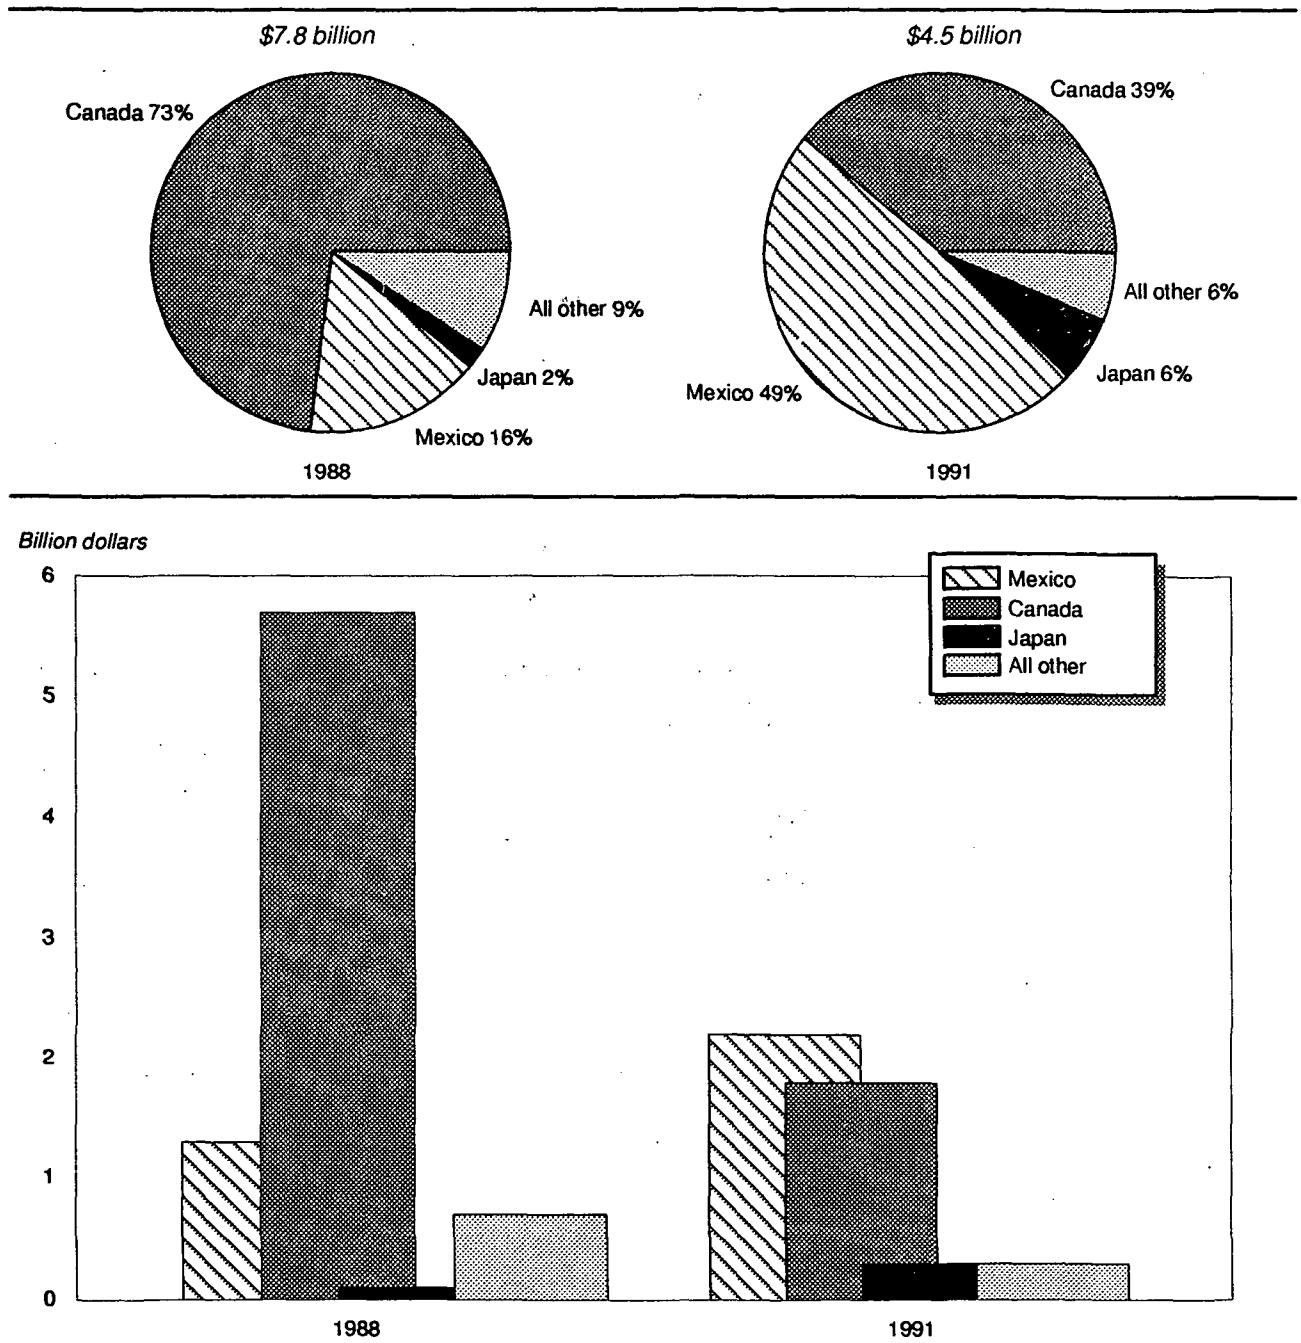 $7.8 billion
$4.5 billion
Canada 73%
Canada 39%
All other 9%
All other 6%
Japan 2%
Japan 6%
Mexico 49%
Mexico 16%
1988
1991
Billion dollars
6
5
4
3
2
1
0
Mexico
Canada
Japan
All other
1988
1991